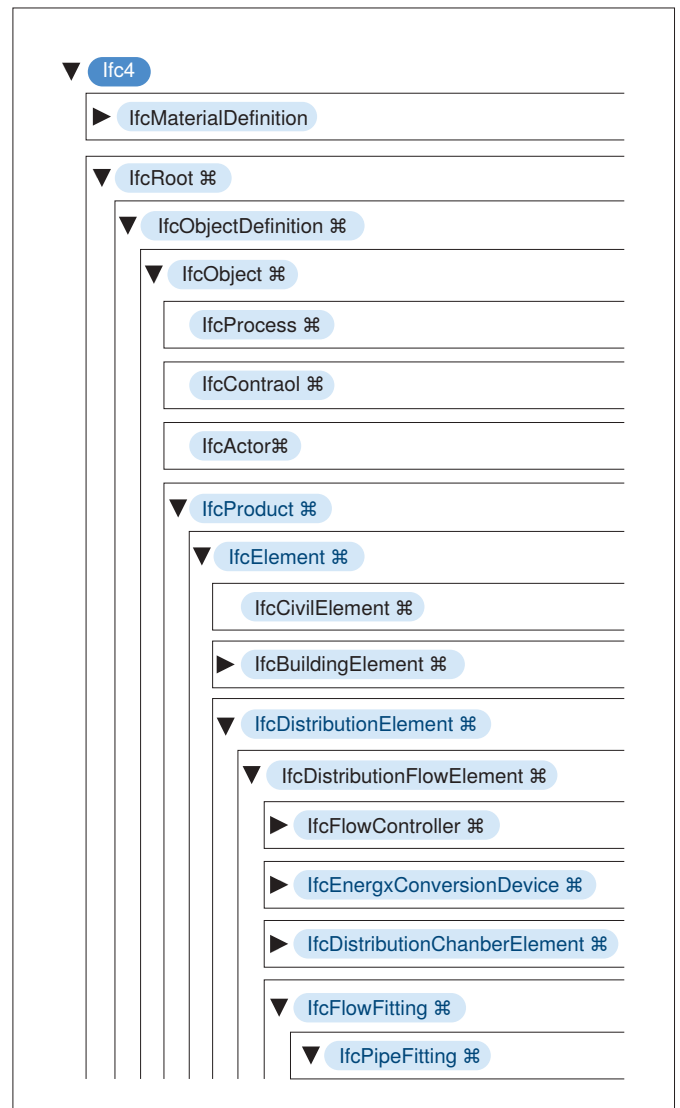 Ifc4
IfcMaterialDefinition
IfcRoot ⌘
IfcObjectDefinition ⌘
IfcObject ⌘
IfcProcess ⌘
IfcContraol ⌘
IfcActor⌘
IfcProduct ⌘
IfcElement ⌘
IfcCivilElement ⌘
IfcBuildingElement ⌘
IfcDistributionElement ⌘
IfcDistributionFlowElement ⌘
IfcFlowController ⌘
IfcEnergxConversionDevice ⌘
IfcDistributionChanberElement ⌘
IfcFlowFitting ⌘
IfcPipeFitting ⌘